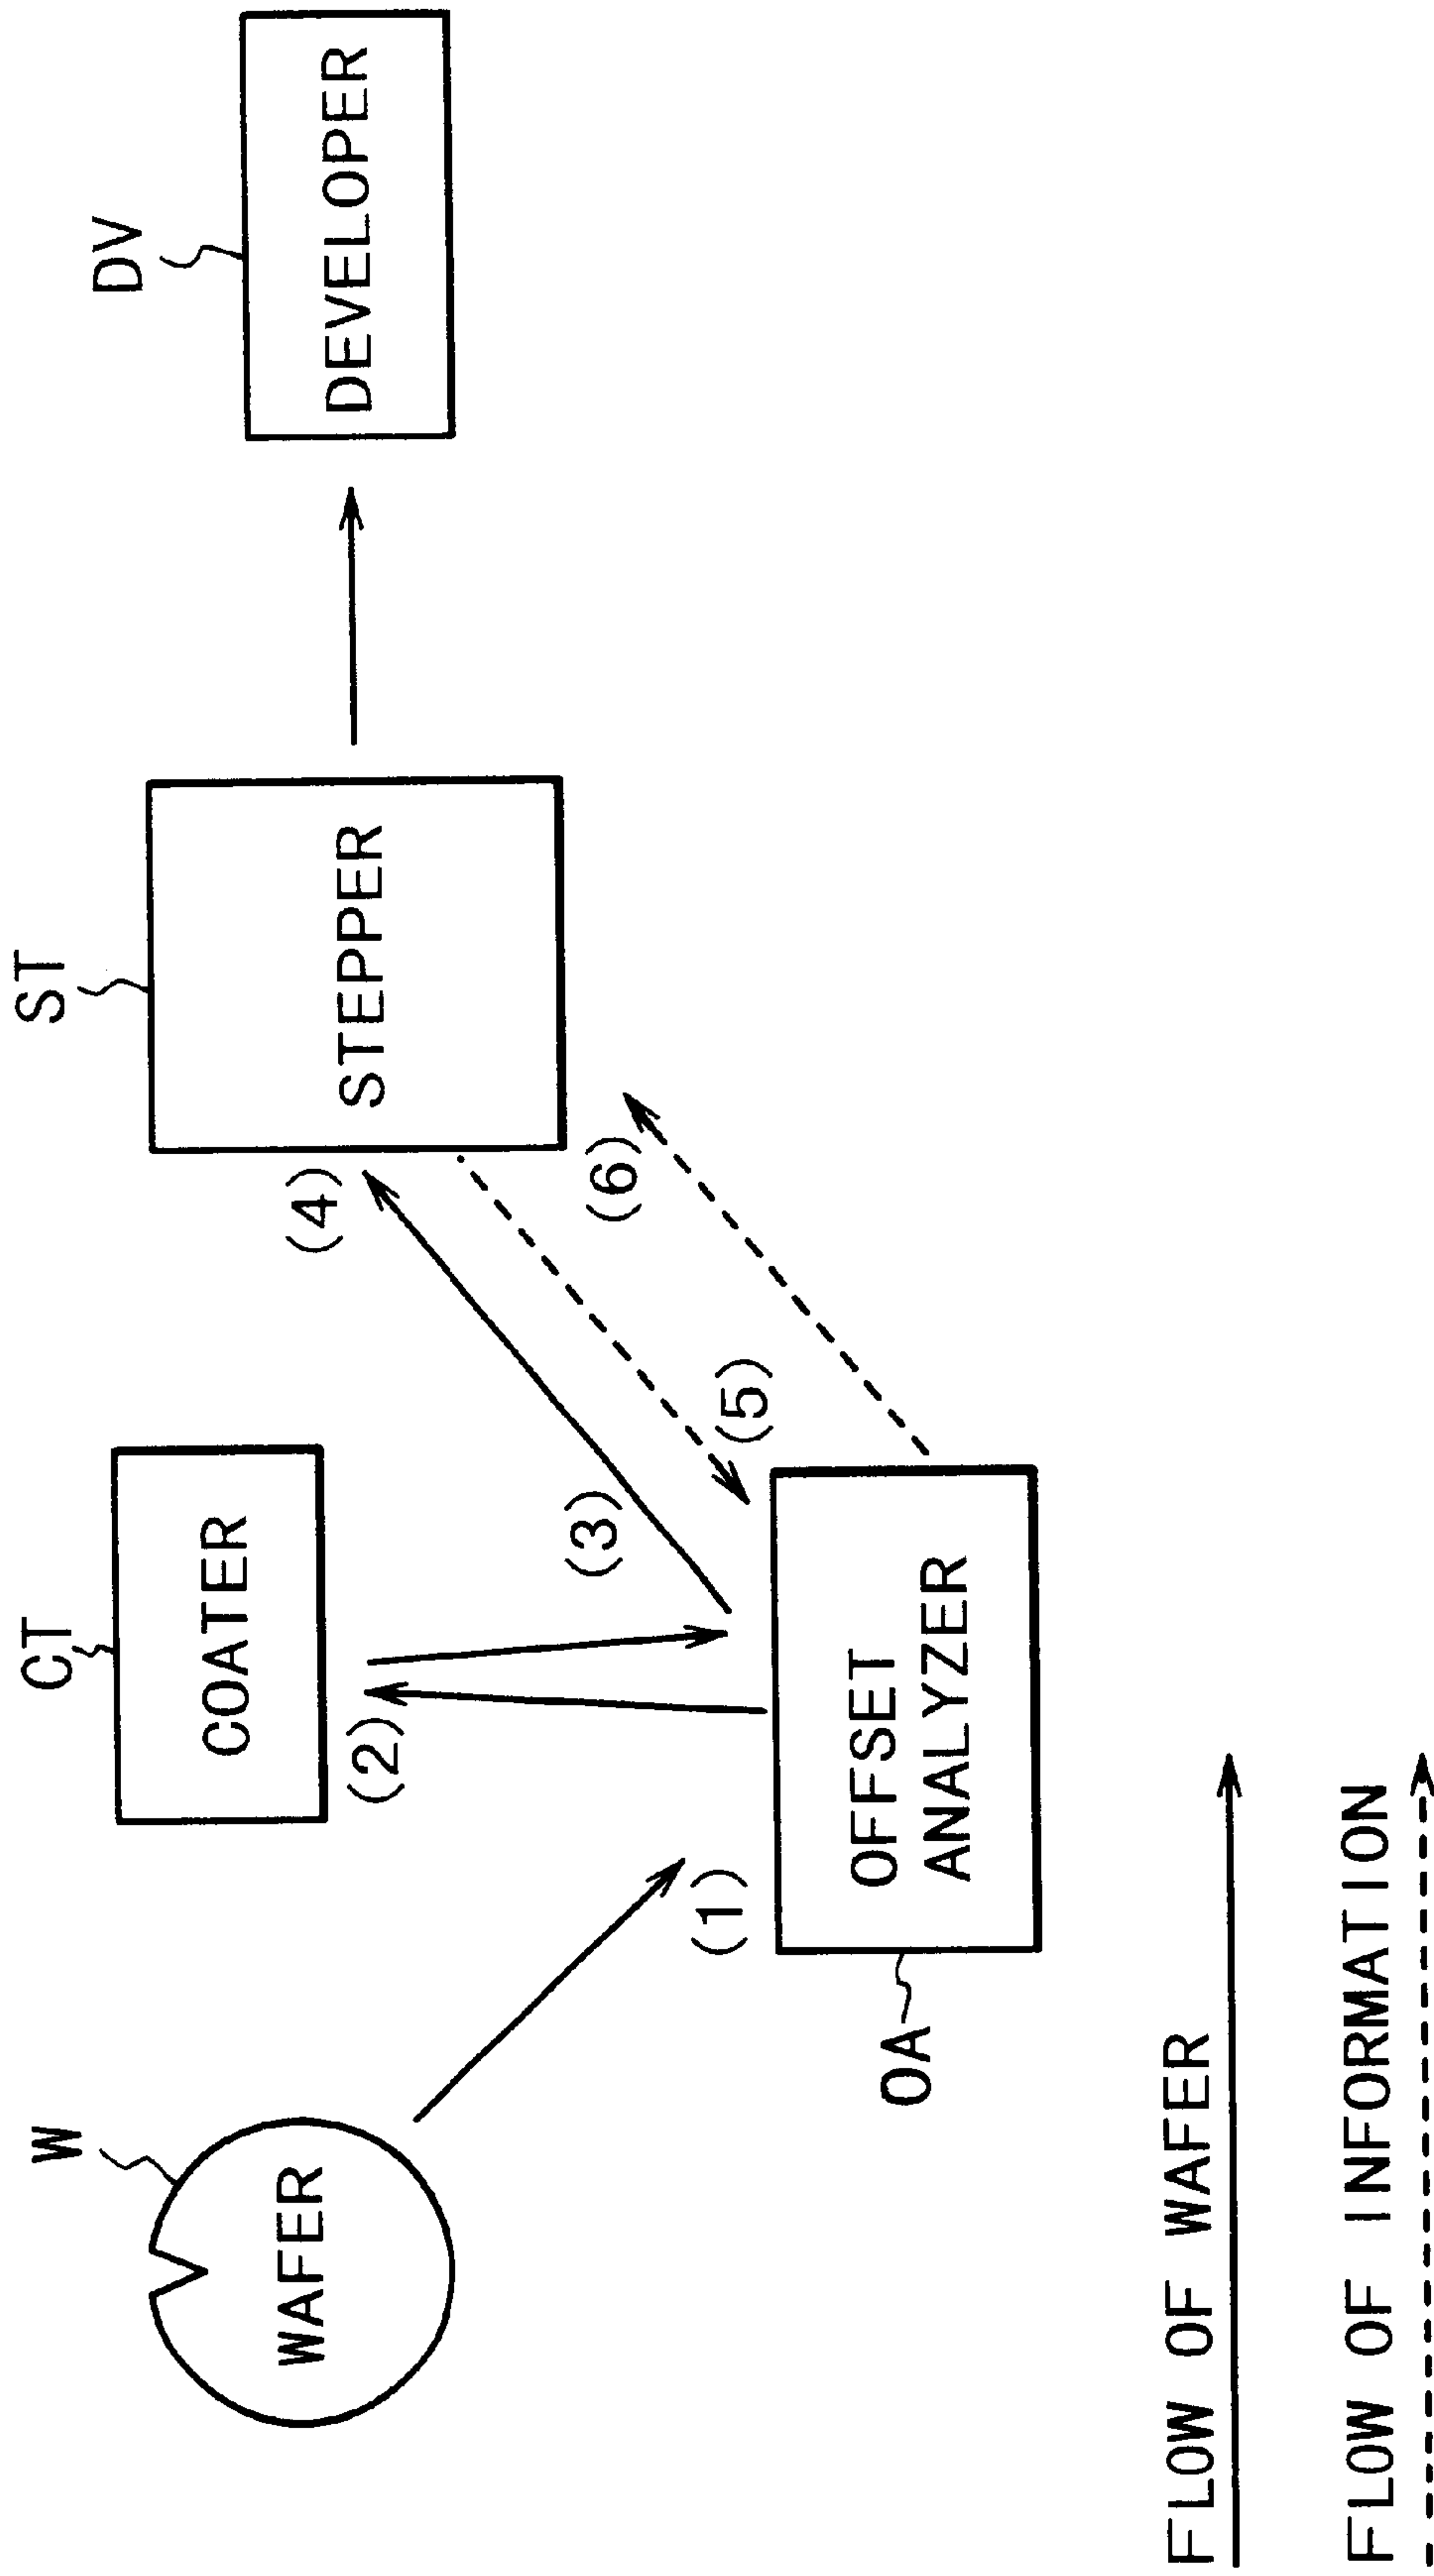 W
WAFER
CT
COATER
ST
STEPPER
DV
DEVELOPER
(1)
(2)
(3)
(4)
(5)
(6)
OA
OFFSET
ANALYZER
FLOW OF WAFER
FLOW OF INFORMATION